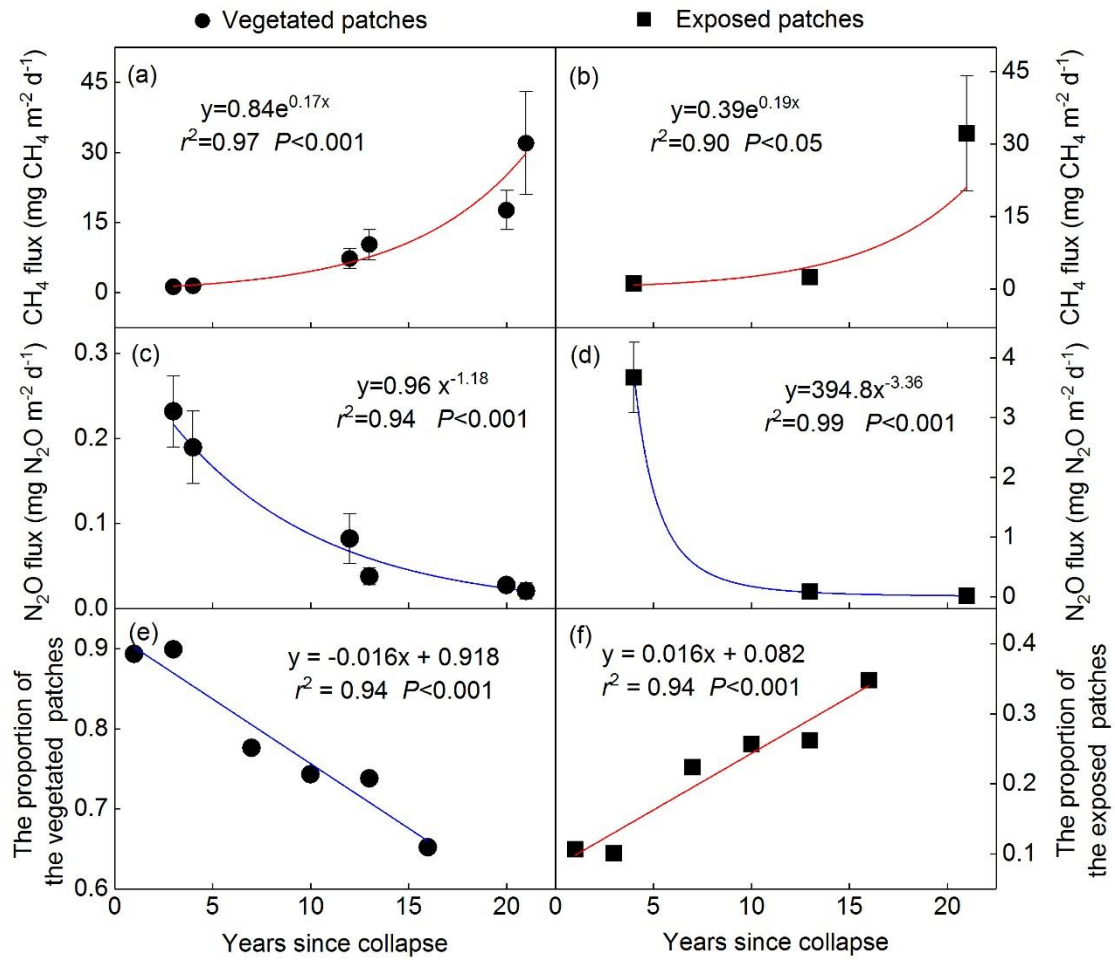 Vegetated patches
Exposed patches
(a)
y=0.84e^0.17x
r²=0.97 P<0.001
45
30
15
0
CH₄ flux (mg CH₄ m⁻² d⁻¹)
(b)
y=0.39e^0.19x
r²=0.90 P<0.05
45
30
15
0
CH₄ flux (mg CH₄ m⁻² d⁻¹)
(c)
y=0.96 x^-1.18
r²=0.94 P<0.001
0.3
0.2
0.1
0.0
N₂O flux (mg N₂O m⁻² d⁻¹)
(d)
y=394.8x^-3.36
r²=0.99 P<0.001
4
3
2
1
0
N₂O flux (mg N₂O m⁻² d⁻¹)
(e)
y = -0.016x + 0.918
r² = 0.94 P<0.001
0.9
0.8
0.7
0.6
The proportion of
the vegetated patches
0 5 10 15 20
Years since collapse
(f)
y = 0.016x + 0.082
r² = 0.94 P<0.001
0.4
0.3
0.2
0.1
The proportion of
the exposed patches
0 5 10 15 20
Years since collapse